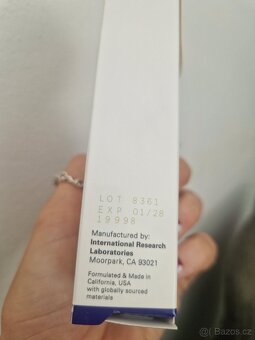 LOT 8361
EXP 01/28
19998
Manufactured by:
International Research
Laboratories
Moorpark, CA 93021
Formulated & Made in
California, USA
with globally sourced
materials
Bazoš.cz